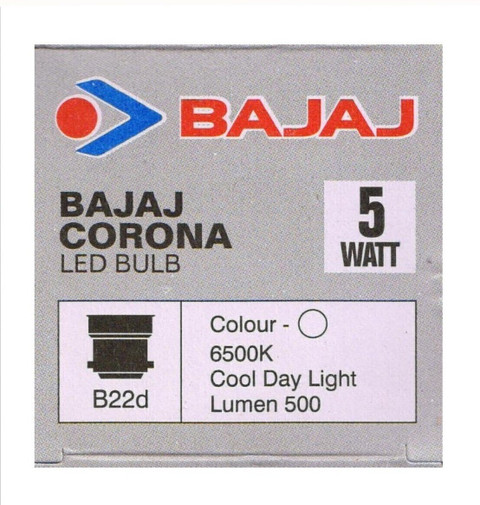 BAJAJ
BAJAJ
CORONA
LED BULB
5
WATT
B22d
Colour -
6500K
Cool Day Light
Lumen 500